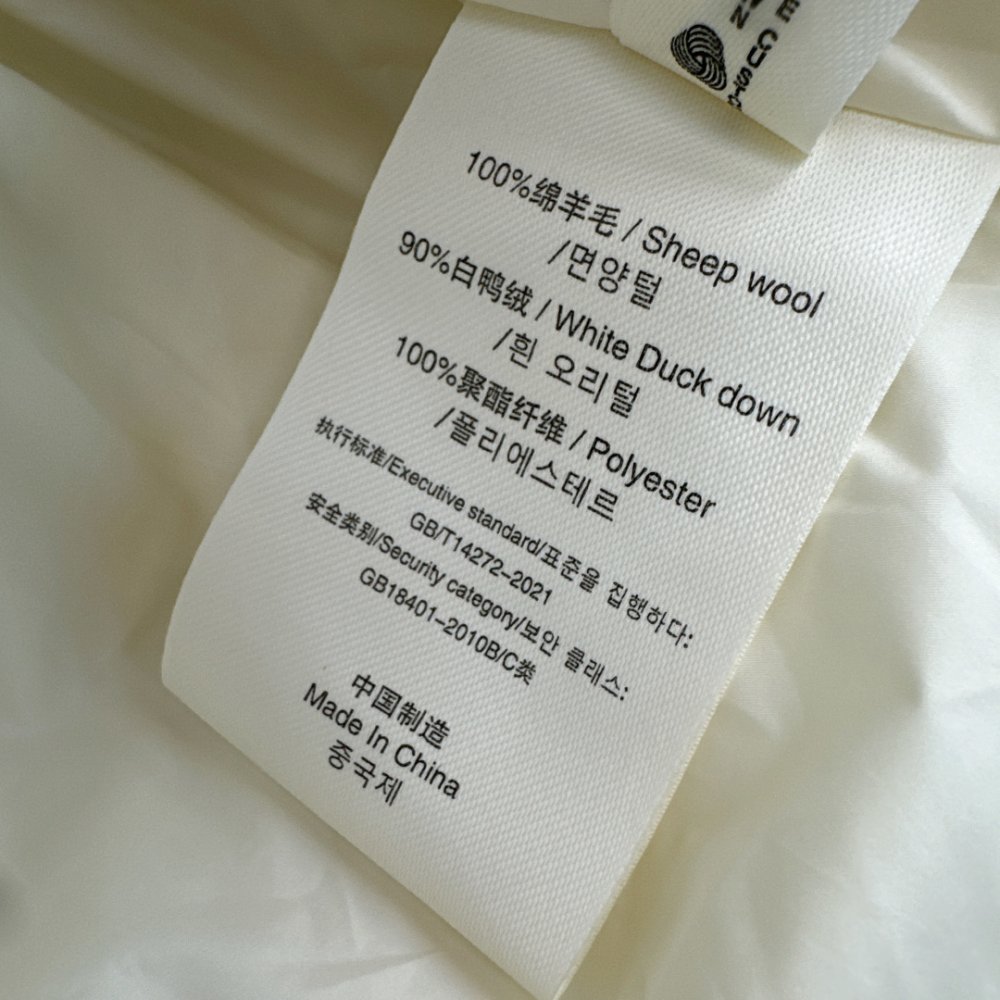 CUSTO
100%绵羊毛 / Sheep wool
/면양털
90%白鸭绒 / White Duck down
/흰 오리털
100%聚酯纤维 / Polyester
/폴리에스테르
执行标准/Executive standard/표준을 집행하다:
GB/T14272-2021
安全类别/Security category/보안 클래스:
GB18401-2010B/C类
中国制造
Made In China
중국제